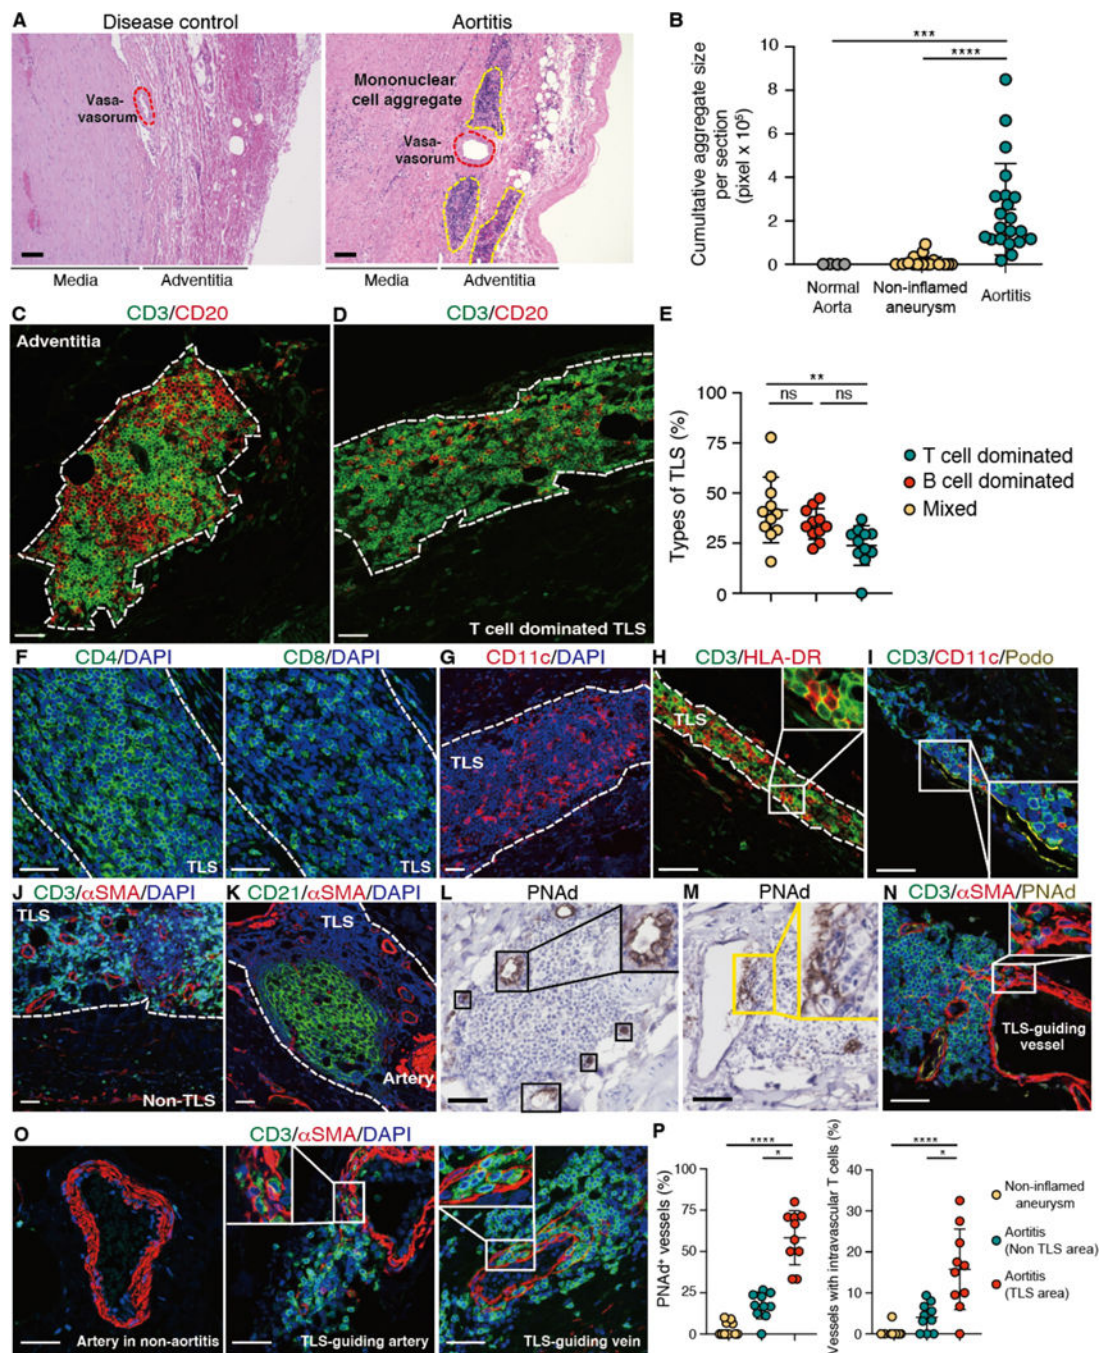 A
Disease control
Aortitis
Vasa-
vasorum
Mononuclear
cell aggregate
Vasa-
vasorum
Media
Adventitia
Media
Adventitia
B
***
****
Cumultative aggregate size
per section
(pixel x 10⁵)
10
8
6
4
2
0
Normal
Aorta
Non-inflamed
aneurysm
Aortitis
C
CD3/CD20
Adventitia
D
CD3/CD20
T cell dominated TLS
E
**
ns
ns
Types of TLS (%)
100
75
50
25
0
T cell dominated
B cell dominated
Mixed
F
CD4/DAPI
TLS
CD8/DAPI
TLS
G
CD11c/DAPI
TLS
H
CD3/HLA-DR
TLS
I
CD3/CD11c/Podo
J
CD3/αSMA/DAPI
TLS
Non-TLS
K
CD21/αSMA/DAPI
TLS
Artery
L
PNAd
M
PNAd
N
CD3/αSMA/PNAd
TLS-guiding
vessel
O
CD3/αSMA/DAPI
Artery in non-aortitis
TLS-guiding artery
TLS-guiding vein
P
****
*
PNAd⁺ vessels (%)
100
75
50
25
0
****
*
Vessels with intravascular T cells (%)
40
30
20
10
0
Non-inflamed
aneurysm
Aortitis
(Non TLS area)
Aortitis
(TLS area)